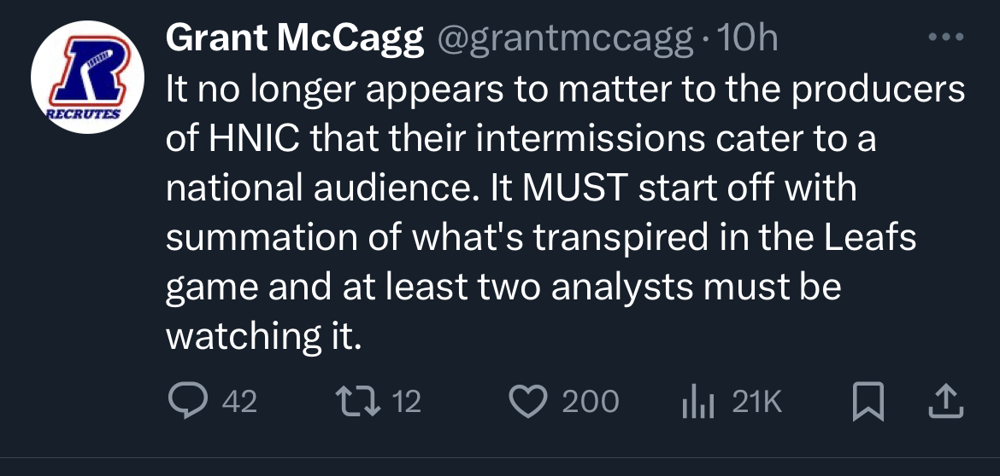 Grant McCagg @grantmccagg · 10h
RECRUTES
It no longer appears to matter to the producers
of HNIC that their intermissions cater to a
national audience. It MUST start off with
summation of what's transpired in the Leafs
game and at least two analysts must be
watching it.
42 12 200 21K